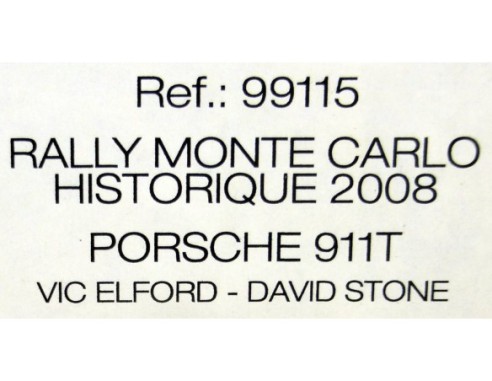 Ref.: 99115
RALLY MONTE CARLO
HISTORIQUE 2008
PORSCHE 911T
VIC ELFORD - DAVID STONE